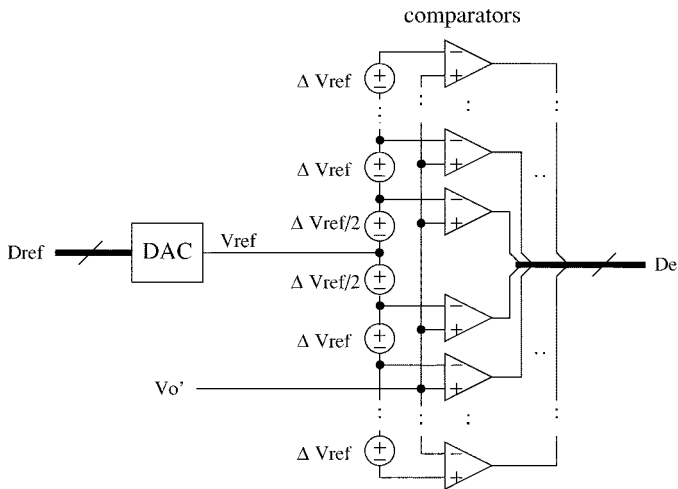 comparators
Δ Vref
Δ Vref
Δ Vref/2
Dref
DAC
Vref
De
Δ Vref/2
Δ Vref
Vo'
Δ Vref